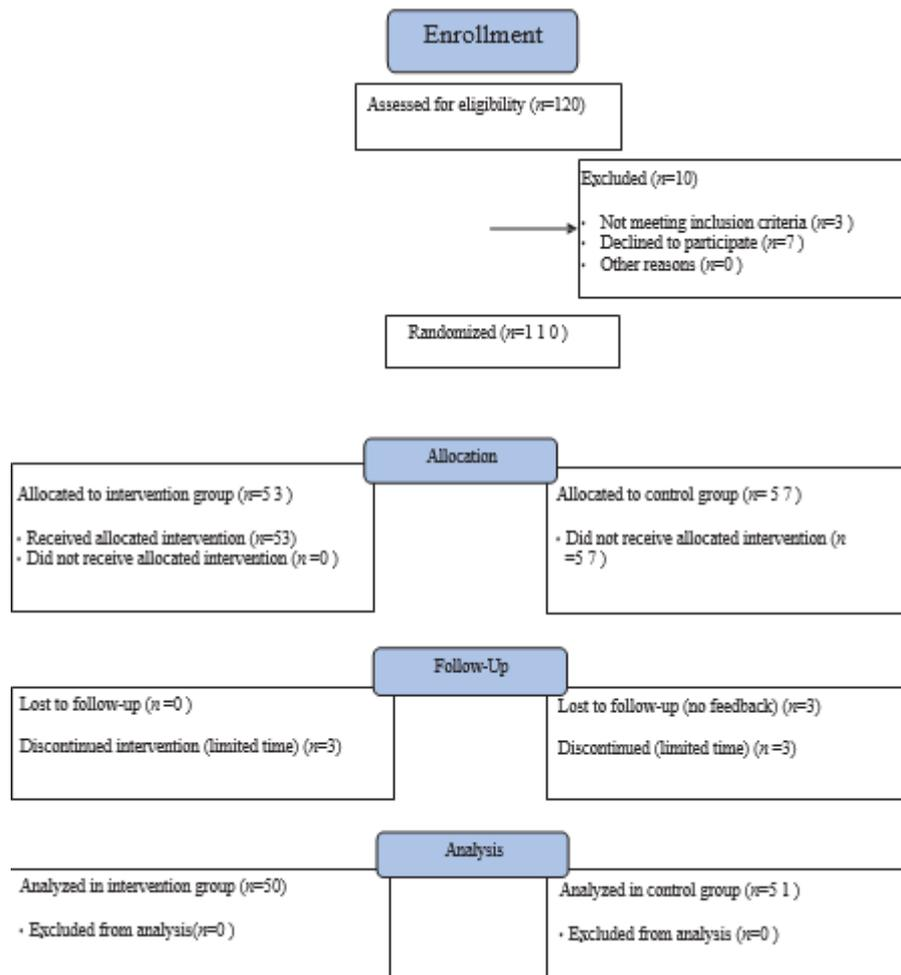 Enrollment
Assessed for eligibility (n=120)
Excluded (n=10)
· Not meeting inclusion criteria (n=3 )
· Declined to participate (n=7 )
· Other reasons (n=0 )
Randomized (n=1 1 0 )
Allocation
Allocated to intervention group (n=5 3 )
· Received allocated intervention (n=53)
· Did not receive allocated intervention (n =0 )
Allocated to control group (n= 5 7 )
· Did not receive allocated intervention (n
=5 7 )
Follow-Up
Lost to follow-up (n =0 )
Discontinued intervention (limited time) (n=3)
Lost to follow-up (no feedback) (n=3)
Discontinued (limited time) (n =3)
Analysis
Analyzed in intervention group (n=50)
· Excluded from analysis(n=0 )
Analyzed in control group (n=5 1 )
· Excluded from analysis (n=0 )